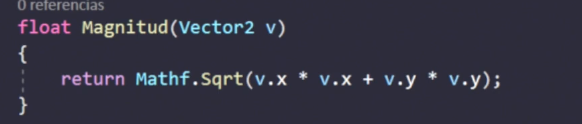 0 referencias
float Magnitud(Vector2 v)
{
    return Mathf.Sqrt(v.x * v.x + v.y * v.y);
}